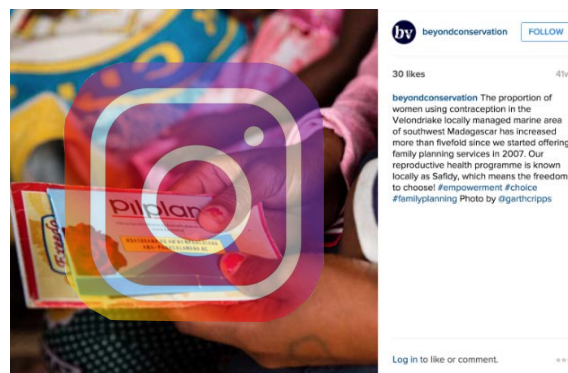 pilplan
Freedom
by
beyondconservation
FOLLOW
30 likes
41w
beyondconservation The proportion of
women using contraception in the
Velondriake locally managed marine area
of southwest Madagascar has increased
more than fivefold since we started offering
family planning services in 2007. Our
reproductive health programme is known
locally as Safidy, which means the freedom
to choose! #empowerment #choice
#familyplanning Photo by @garthcripps
Log in to like or comment.